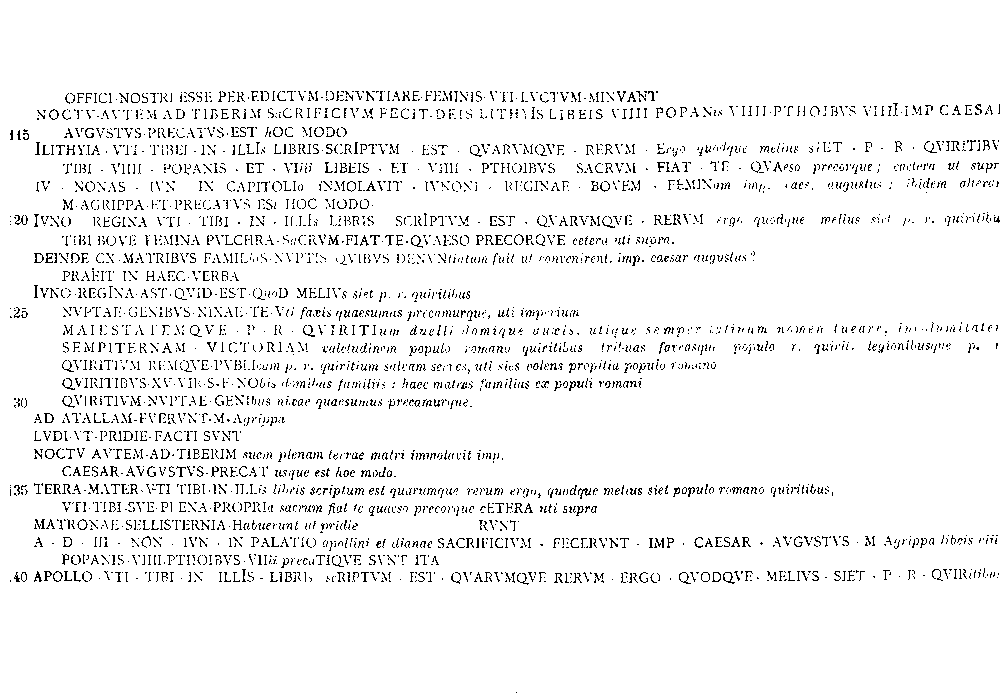 OFFICI·NOSTRI ESSE PER·EDICTVM·DENVNTIARE·FEMINIS·VTI·LVCTVM·MINVANT
NOCTV·AVTEM AD TIBERIM SaCRIFICIVM FECIT·DEIS LITHYIs LIBEIS VIIII POPANis VIIII·PTHOIBVS VIIII·IMP CAESAI
115 AVGVSTVS·PRECATVS·EST hOC MODO
ILITHYIA · VTI · TIBEI · IN · ILLIs LIBRIS·SCRIPTVM · EST · QVARVMQVE · RERVM · Ergo quodque melius siET · P · R · QVIRITIBV
TIBI · VIIII · POPANIS · ET · VIIii LIBEIS · ET · VIIII · PTHOIBVS SACRVM · FIAT · TE · QVAeso precorque; caetera ut supr
IV · NONAS · IVN IN CAPITOLIo iNMOLAVIT · IVNONI · REGINAE · BOVEM · FEMINam imp. caes. augustus; ibidem alteral
M·AGRIPPA·ET·PRECATVS ESt HOC MODO·
120 IVNO REGINA VTI · TIBI · IN · ILLIs LIBRIS SCRIPTVM · EST · QVARVMQVE · RERVM ergo quodque melius siet p. r. quiritibu
TIBI BOVE FEMINA PVLCHRA·SaCRVM·FIAT·TE·QVAESO PRECORQVE cetera uti supra.
DEINDE CX·MATRIBVS FAMILIaS·NVPTIS QVIBVS DENVNtiatum fuit ut convenirent. imp. caesar augustus?
PRAEIT IN HAEC·VERBA
IVNO·REGINA·AST·QVID·EST·QuoD MELIVs siet p. r. quiritibus
125 NVPTAE·GENIBVS·NIXAE·TE·Vti faxis quaesumus precamurque, uti imperium
MAIESTATEMQVE · P · R · QVIRITIum duelli domique auxis, utique semper latinum nomen tueare, incolumitatem
SEMPITERNAM · VICTORIAM valetudinem populo romano quiritibus tribuas faveasque populo r. quirit. legionibusque p. r
QVIRITIVM REMQVE·PVBLIcam p. r. quiritium salvam serves, uti sies volens propitia populo romano
QVIRITIBVS·XV·VIR·S·F·NObis domibus familiis: haec matres familias ex populi romani
30 QVIRITIVM·NVPTAE·GENIbus nixae quaesumus precamurque.
AD ATALLAM·FVERVNT·M·Agrippa
LVDI·VT·PRIDIE·FACTI SVNT
NOCTV AVTEM·AD·TIBERIM suem plenam terrae matri immolavit imp.
CAESAR·AVGVSTVS·PRECAT usque est hoc modo.
135 TERRA·MATER·VTI TIBI·IN·ILLis libris scriptum est quarumque rerum ergo, quodque melius siet populo romano quiritibus,
VTI·TIBI·SVE·PLENA·PROPRIa sacrum fiat te quaeso precorque cETERA uti supra
MATRONAE·SELLISTERNIA·Habuerunt ut pridie RVNT
A · D · III · NON · IVN · IN PALATIO apollini et dianae SACRIFICIVM · FECERVNT · IMP · CAESAR · AVGVSTVS · M Agrippa libeis viii
POPANIS·VIIII·PTHOIBVS·VIIii precaTIQVE SVNT ITA
140 APOLLO · VTI · TIBI · IN ILLIS · LIBRIs scRIPTVM · EST · QVARVMQVE RERVM · ERGO · QVODQVE · MELIVS · SIET · P · R · QVIRitibus